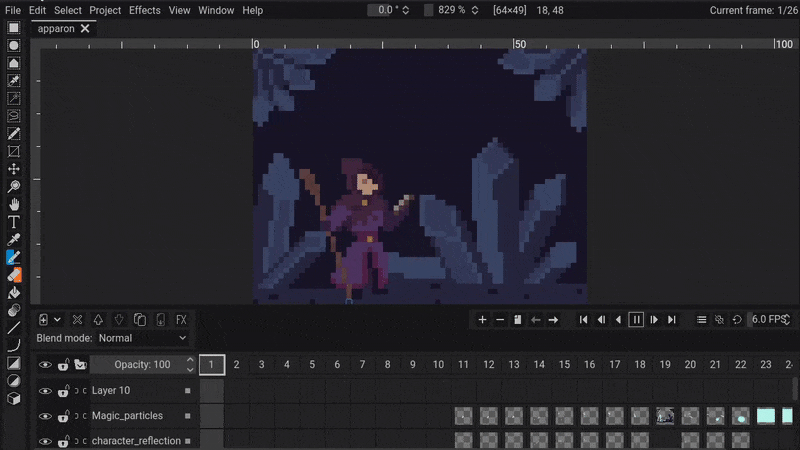 File Edit Select Project Effects View Window Help 0.0 ° 829 % [64×49] 18, 48 Current frame: 1/26
apparon
0 50 100
T
FX 6.0 FPS
Blend mode: Normal
Opacity: 100 1 2 3 4 5 6 7 8 9 10 11 12 13 14 15 16 17 18 19 20 21 22 23
Layer 10
Magic_particles
character_reflection